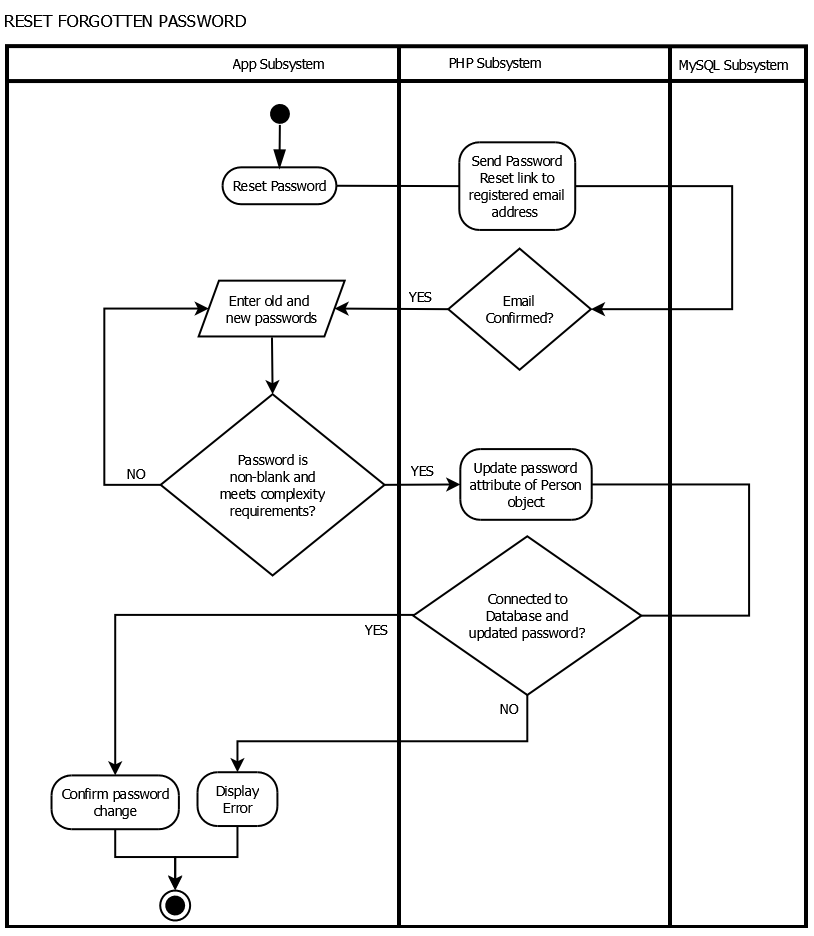 RESET FORGOTTEN PASSWORD
App Subsystem
PHP Subsystem
MySQL Subsystem
Reset Password
Send Password
Reset link to
registered email
address
Enter old and
new passwords
YES
Email
Confirmed?
Password is
non-blank and
meets complexity
requirements?
NO
YES
Update password
attribute of Person
object
Connected to
Database and
updated password?
YES
NO
Confirm password
change
Display
Error